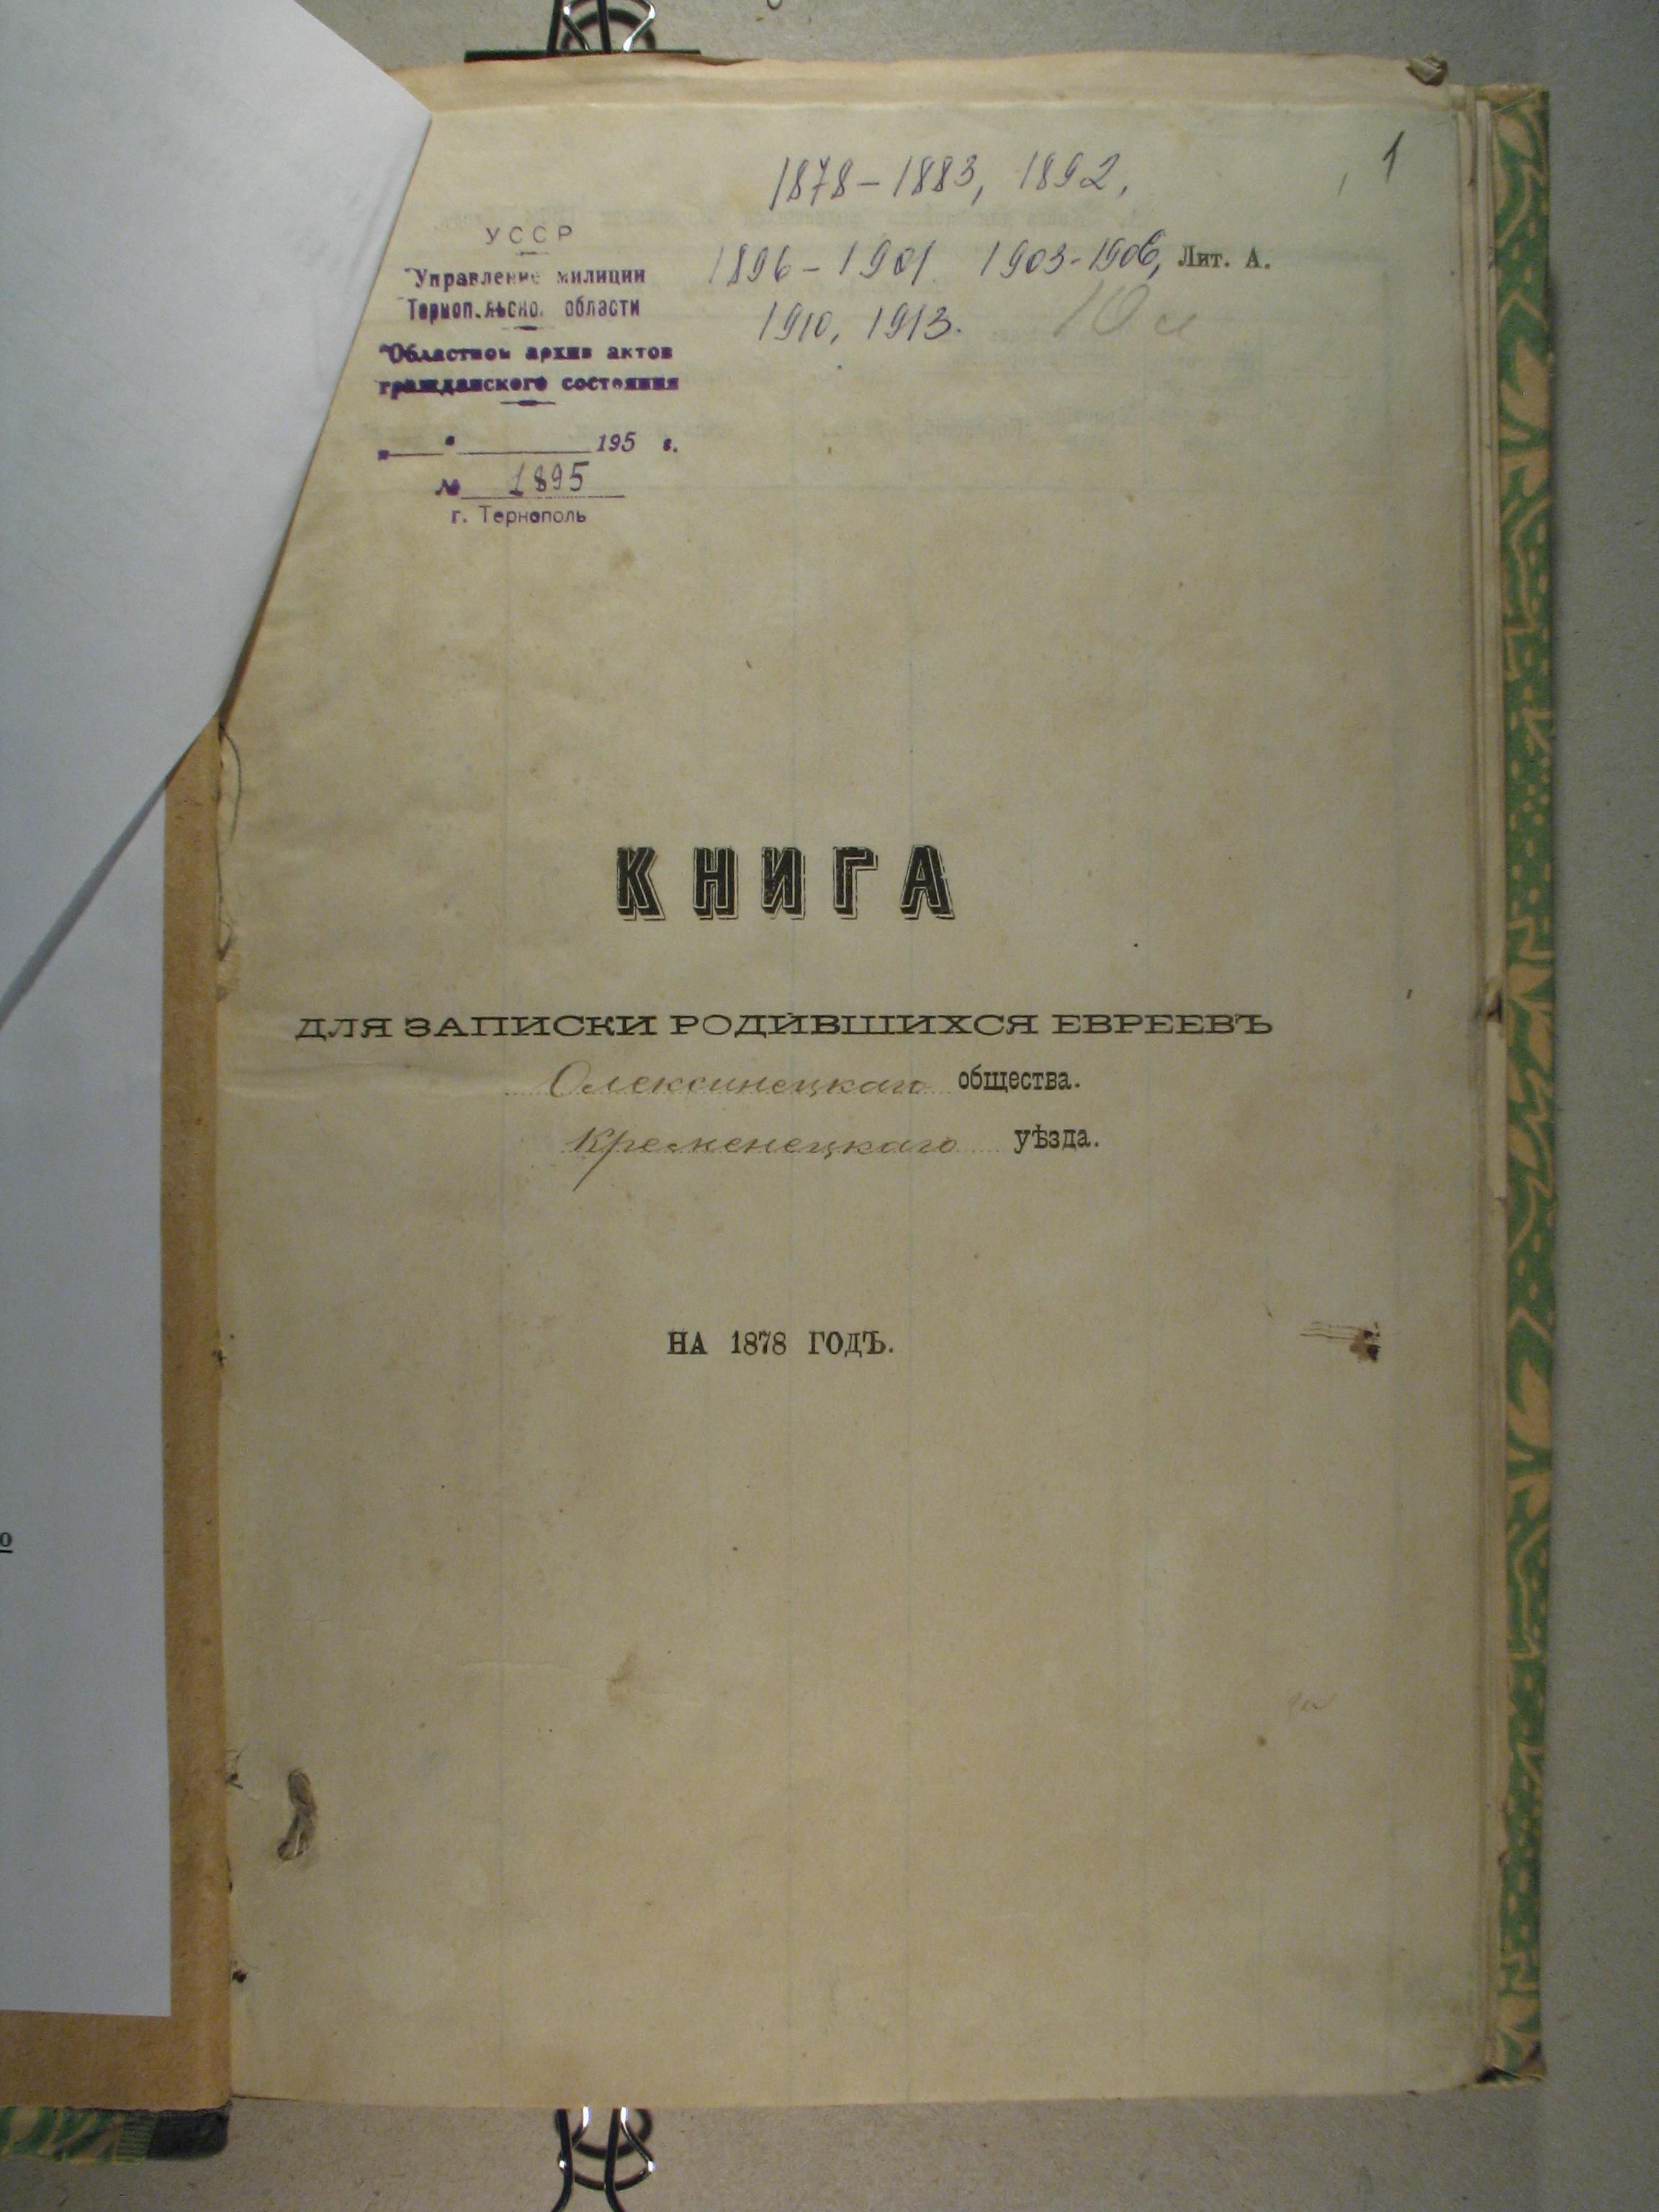 1
1878-1883, 1892,
1896-1901 1903-1906, Лит. А.
1910, 1913.
УССР
Управление милиции
Тернопольской области
Областной архив актов
гражданского состояния
„ “ 195 г.
№ 1895
г. Тернополь
КНИГА
ДЛЯ ЗАПИСКИ РОДИВШИХСЯ ЕВРЕЕВЪ
Олексинецкаго общества.
Кременецкаго уѣзда.
НА 1878 ГОДЪ.